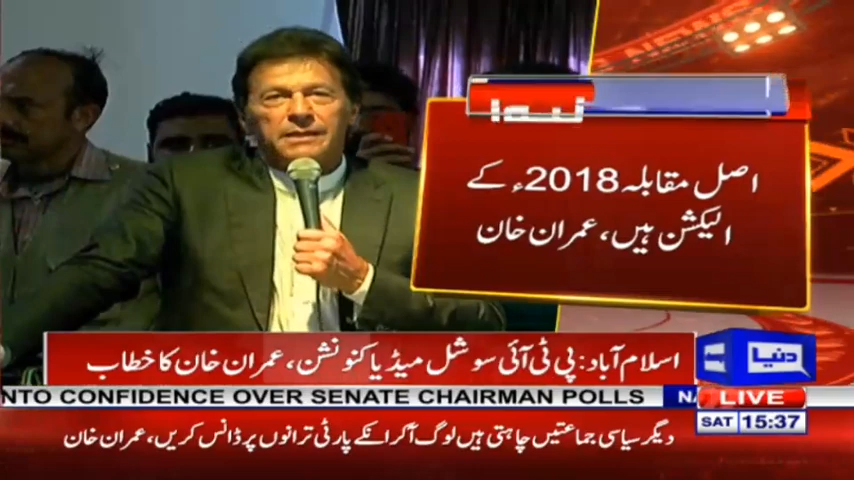 NEWS
اصل مقابلہ 2018ء کے
الیکشن ہیں، عمران خان
اسلام آباد: پی ٹی آئی سوشل میڈیا کنونشن، عمران خان کا خطاب
دنیا
NTO CONFIDENCE OVER SENATE CHAIRMAN POLLS
NA
LIVE
SAT 15:37
دیگر سیاسی جماعتیں چاہتی ہیں لوگ آکر انکے پارٹی ترانوں پر ڈانس کریں، عمران خان